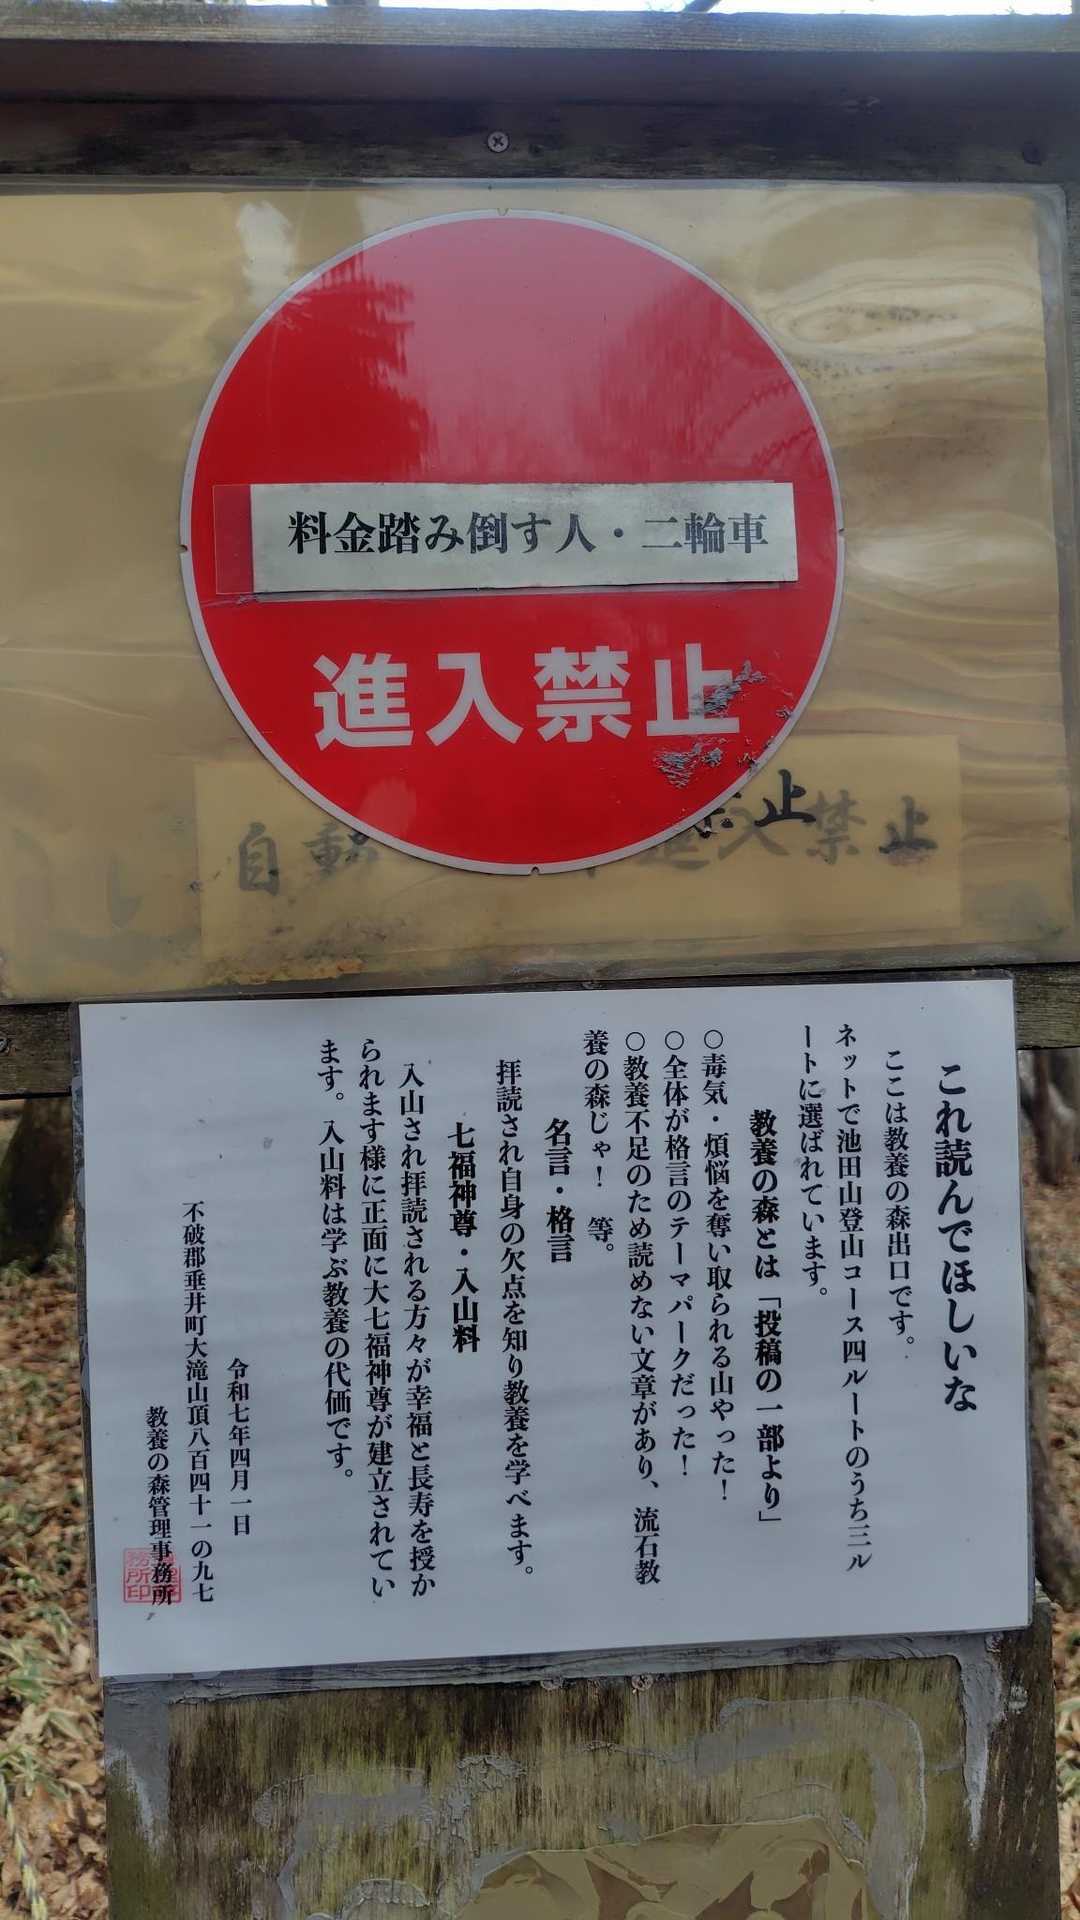 料金踏み倒す人・二輪車
進入禁止
自動
進入禁止
止
これ読んでほしいな
ここは教養の森出口です。
ネットで池田山登山コース四ルートのうち三ル
ートに選ばれています。
教養の森とは「投稿の一部より」
○毒気・煩悩を奪い取られる山やった！
○全体が格言のテーマパークだった！
○教養不足のため読めない文章があり、流石教
養の森じゃ！　等。
名言・格言
拝読され自身の欠点を知り教養を学べます。
七福神尊・入山料
入山され拝読される方々が幸福と長寿を授か
られます様に正面に大七福神尊が建立されてい
ます。入山料は学ぶ教養の代価です。
令和七年四月一日
不破郡垂井町大滝山頂八百四十一の九七
教養の森管理事務所